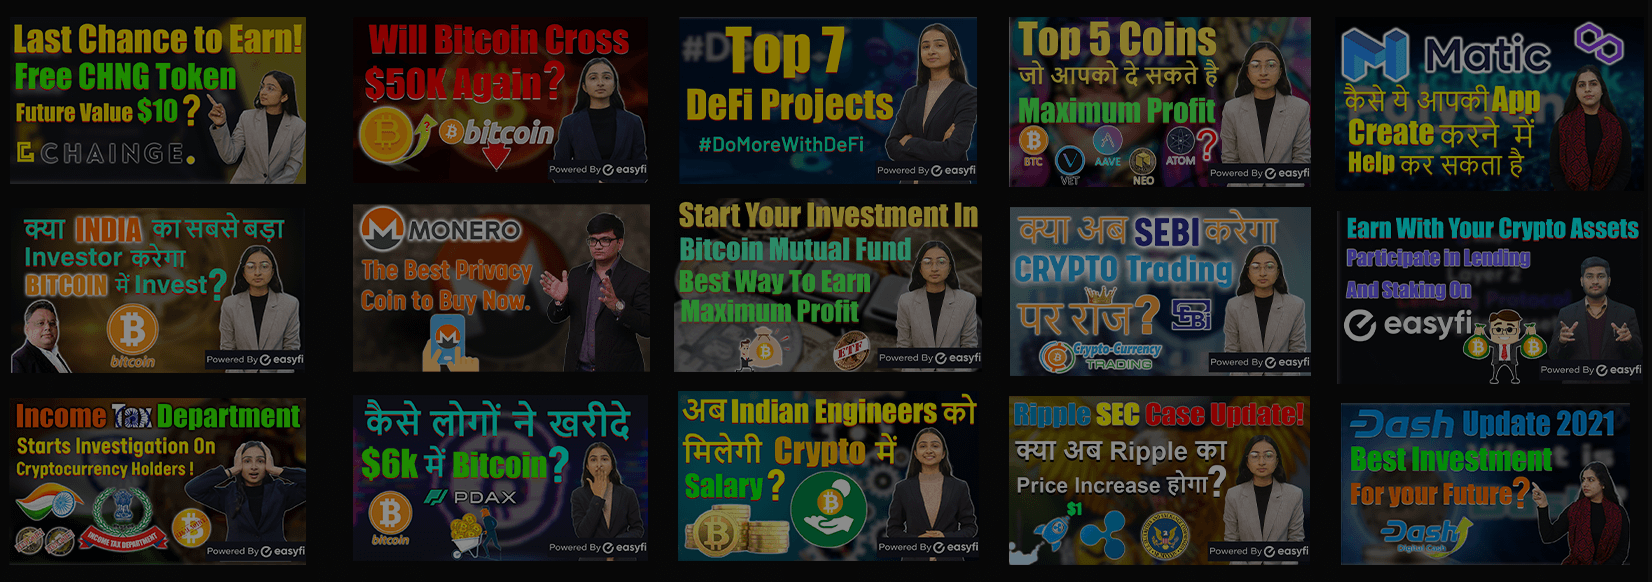 Last Chance to Earn!
Free CHNG Token
Future Value $10 ?
CHAINGE.
Will Bitcoin Cross
$50K Again?
bitcoin
Powered By easyfi
Top 7
DeFi Projects
#DoMoreWithDeFi
Powered By easyfi
Top 5 Coins
जो आपको दे सकते है
Maximum Profit
BTC
VET
AAVE
NEO
ATOM
?
Powered By easyfi
Matic
कैसे ये आपकी App
Create करने में
Help कर सकता है
क्या INDIA का सबसे बड़ा
Investor करेगा
BITCOIN में Invest?
bitcoin
Powered By easyfi
MONERO
The Best Privacy
Coin to Buy Now.
Start Your Investment In
Bitcoin Mutual Fund
Best Way To Earn
Maximum Profit
ETF
Powered By easyfi
क्या अब SEBI करेगा
CRYPTO Trading
पर राज?
Crypto-Currency
TRADING
Powered By easyfi
Earn With Your Crypto Assets
Participate in Lending
And Staking On
easyfi
Powered By easyfi
Income Tax Department
Starts Investigation On
Cryptocurrency Holders !
INCOME TAX DEPARTMENT
Powered By easyfi
कैसे लोगों ने खरीदे
$6k में Bitcoin?
PDAX
bitcoin
Powered By easyfi
अब Indian Engineers को
मिलेगी Crypto में
Salary ?
Powered By easyfi
Ripple SEC Case Update!
क्या अब Ripple का
Price Increase होगा?
$1
Powered By easyfi
Dash Update 2021
Best Investment
For your Future?
Dash
Digital Cash